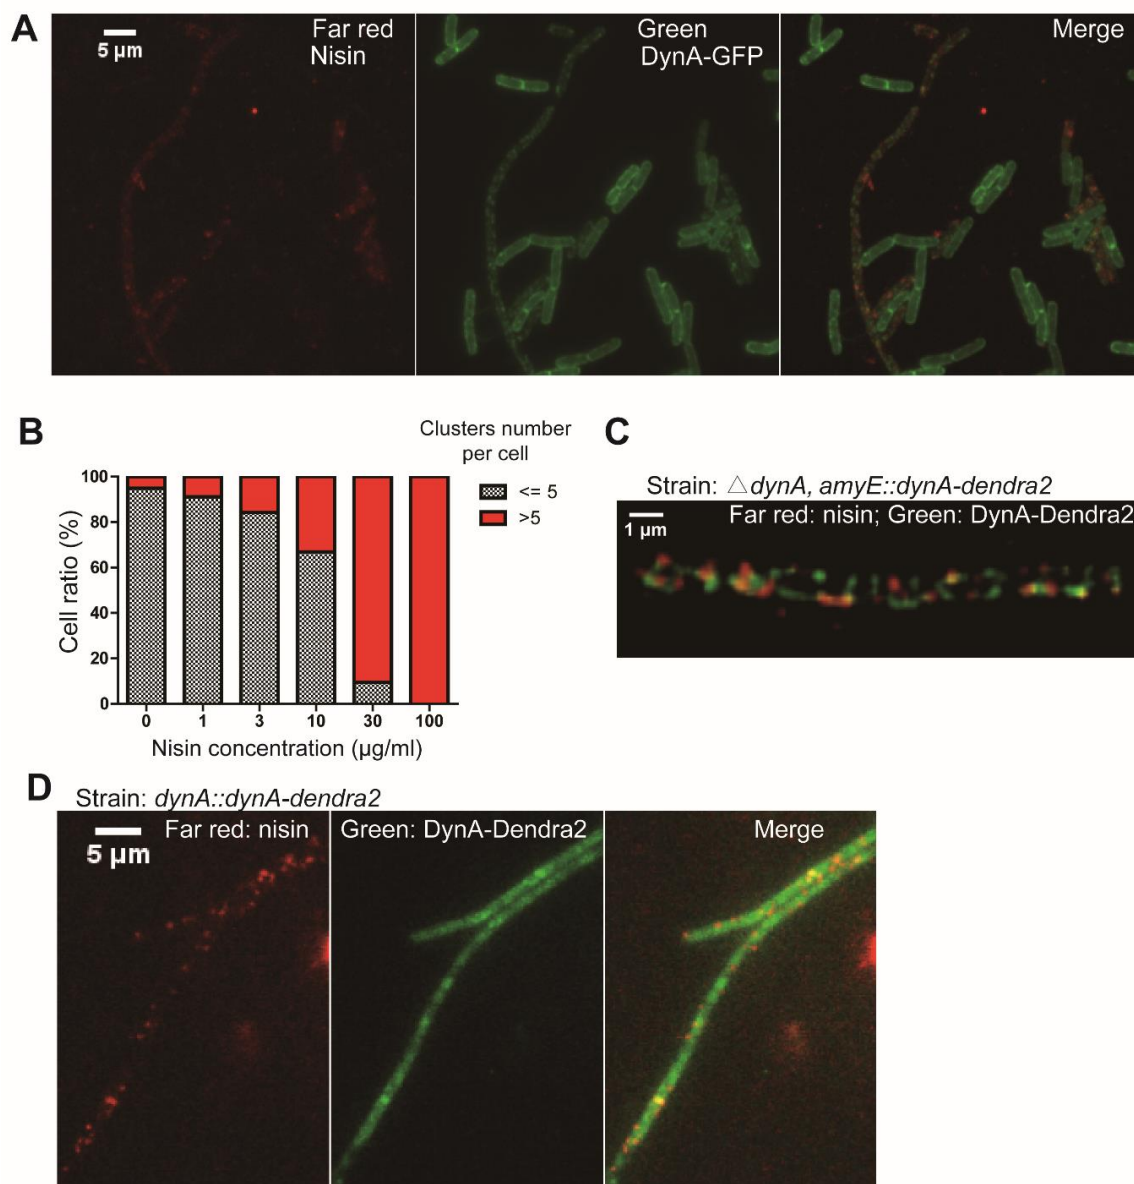 A
5 μm
Far red
Nisin
Green
DynA-GFP
Merge
B
Clusters number
per cell
<= 5
>5
Cell ratio (%)
100
80
60
40
20
0
0 1 3 10 30 100
Nisin concentration (μg/ml)
C
Strain: △dynA, amyE::dynA-dendra2
1 μm
Far red: nisin; Green: DynA-Dendra2
D
Strain: dynA::dynA-dendra2
5 μm
Far red: nisin
Green: DynA-Dendra2
Merge